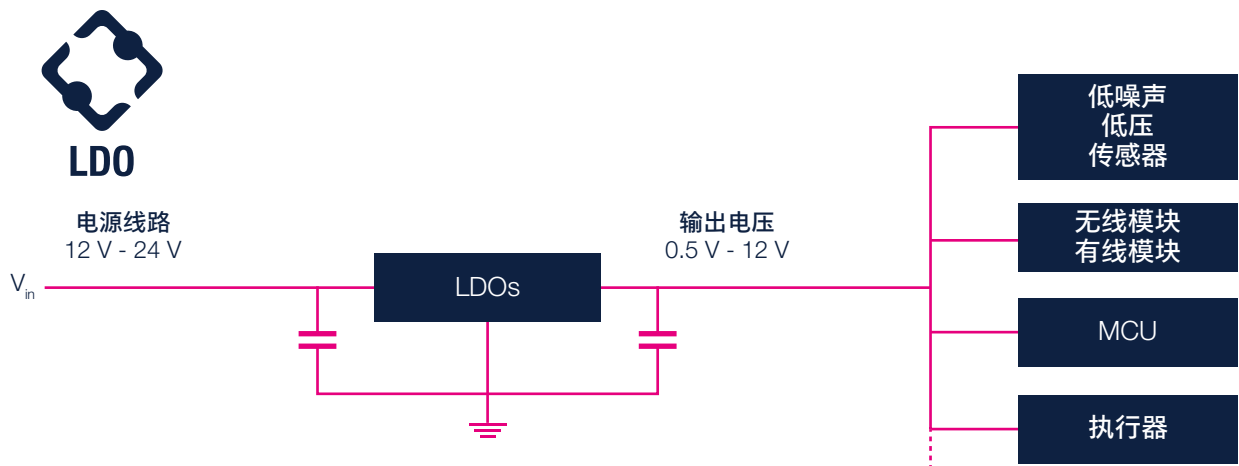 LDO
电源线路
12 V - 24 V
输出电压
0.5 V - 12 V
Vin
LDOs
低噪声
低压
传感器
无线模块
有线模块
MCU
执行器